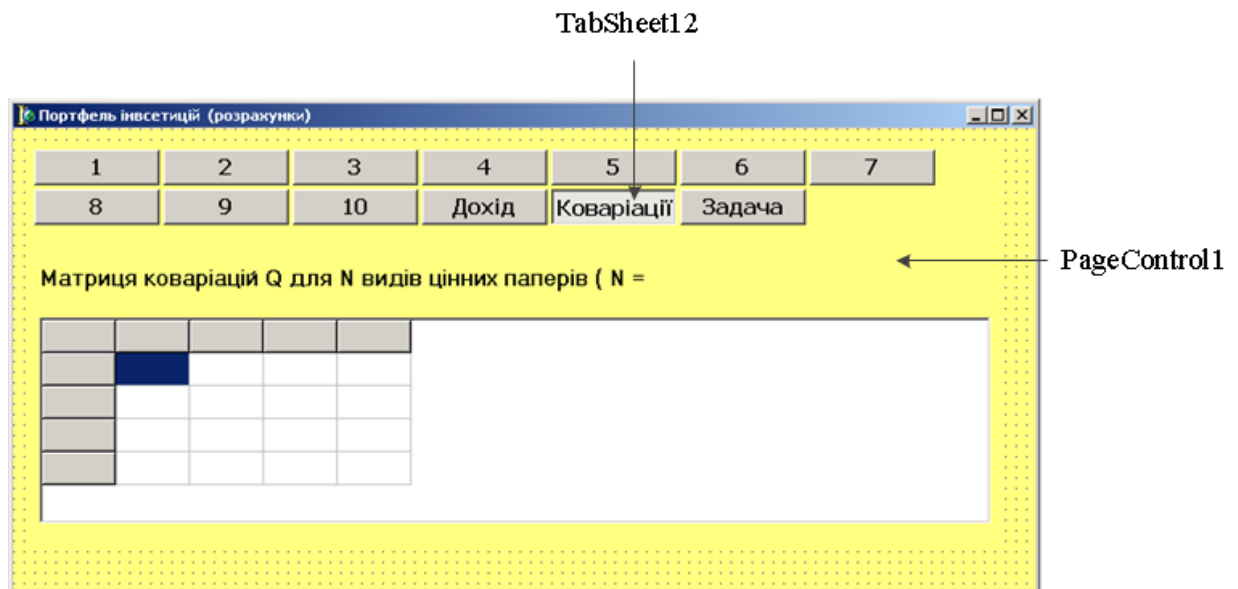 TabSheet12
Портфель інвсетицій (розрахунки)
1 2 3 4 5 6 7
8 9 10 Дохід Коваріації Задача
PageControl1
Матриця коваріацій Q для N видів цінних паперів ( N =